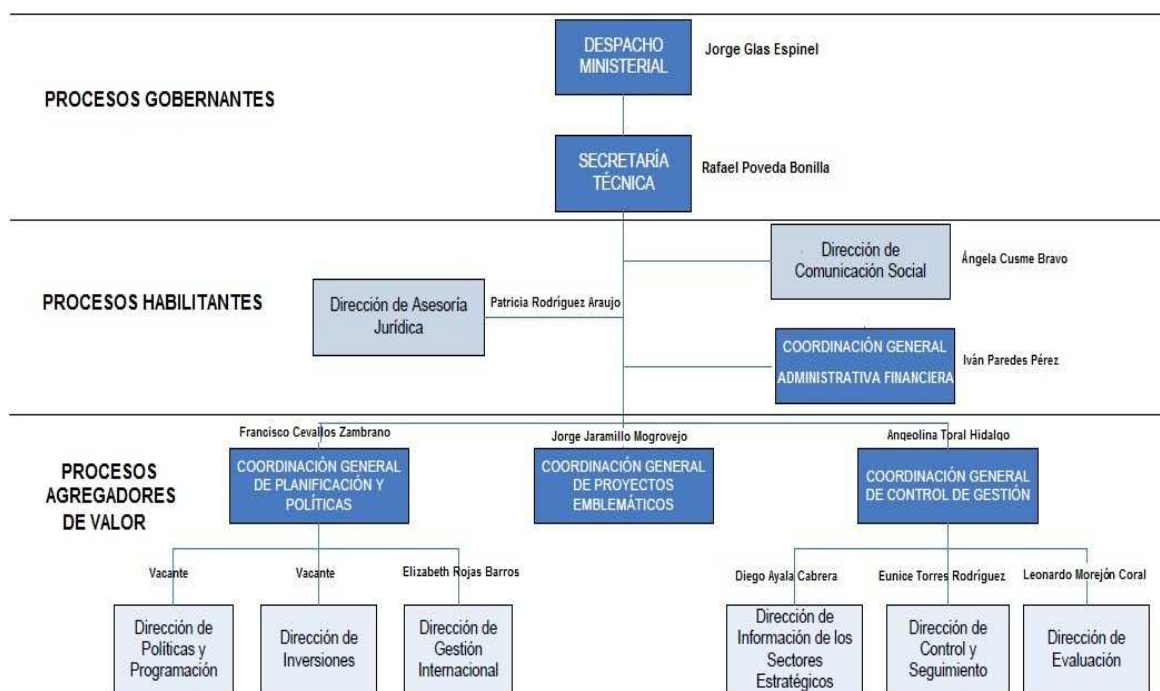 DESPACHO
MINISTERIAL
Jorge Glas Espinel
PROCESOS GOBERNANTES
SECRETARÍA
TÉCNICA
Rafael Poveda Bonilla
Dirección de
Comunicación Social
Ángela Cusme Bravo
PROCESOS HABILITANTES
Dirección de Asesoría
Jurídica
Patricia Rodríguez Araujo
COORDINACIÓN GENERAL
ADMINISTRATIVA FINANCIERA
Iván Paredes Pérez
PROCESOS
AGREGADORES
DE VALOR
Francisco Cevallos Zambrano
COORDINACIÓN GENERAL
DE PLANIFICACIÓN Y
POLÍTICAS
Jorge Jaramillo Mogrovejo
COORDINACIÓN GENERAL
DE PROYECTOS
EMBLEMÁTICOS
Angeolina Toral Hidalgo
COORDINACIÓN GENERAL
DE CONTROL DE GESTIÓN
Vacante
Dirección de
Políticas y
Programación
Vacante
Dirección de
Inversiones
Elizabeth Rojas Barros
Dirección de
Gestión
Internacional
Diego Ayala Cabrera
Dirección de
Información de los
Sectores
Estratégicos
Eunice Torres Rodríguez
Dirección de
Control y
Seguimiento
Leonardo Morejón Coral
Dirección de
Evaluación